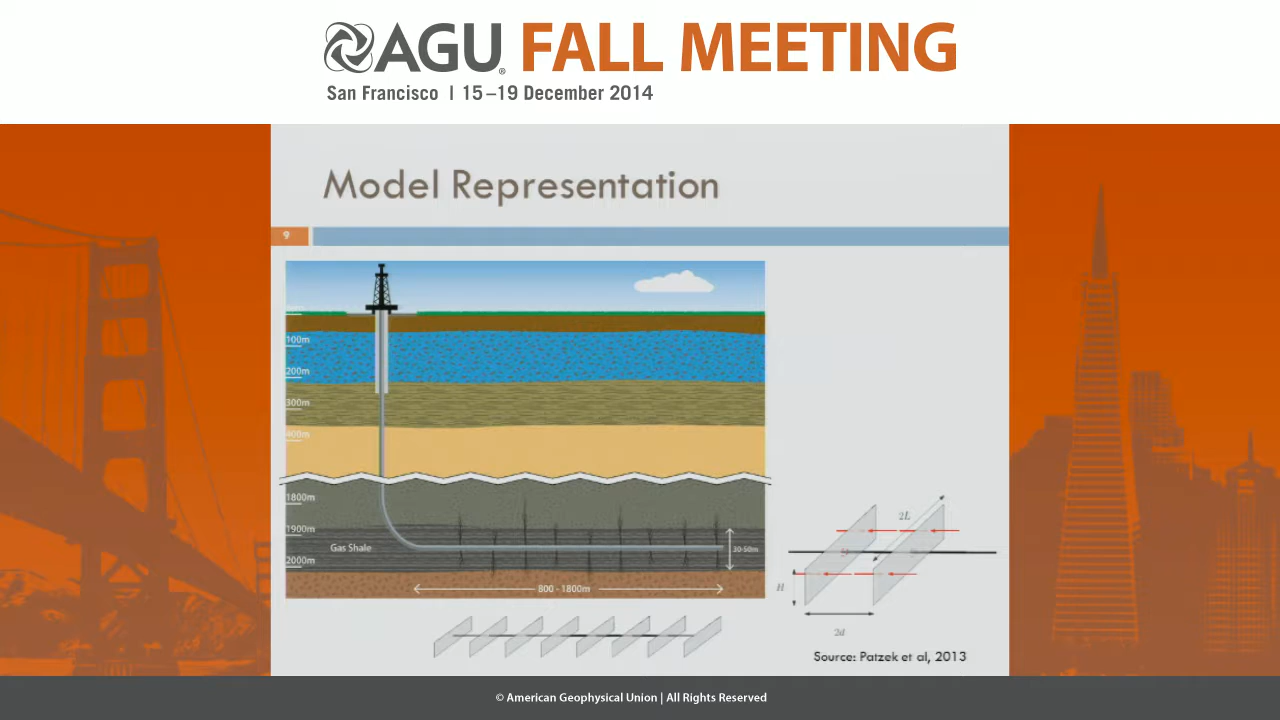 AGU FALL MEETING
San Francisco | 15–19 December 2014
Model Representation
9
100m
200m
300m
400m
1800m
1900m
Gas Shale
30-50m
2000m
800 - 1800m
2L
H
2d
Source: Patzek et al, 2013
© American Geophysical Union | All Rights Reserved